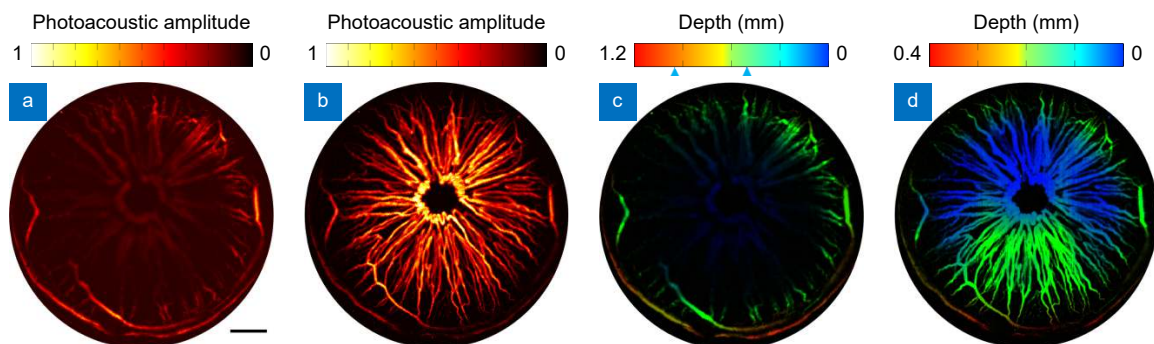 Photoacoustic amplitude
1 0
Photoacoustic amplitude
1 0
Depth (mm)
1.2 0
Depth (mm)
0.4 0
a
b
c
d